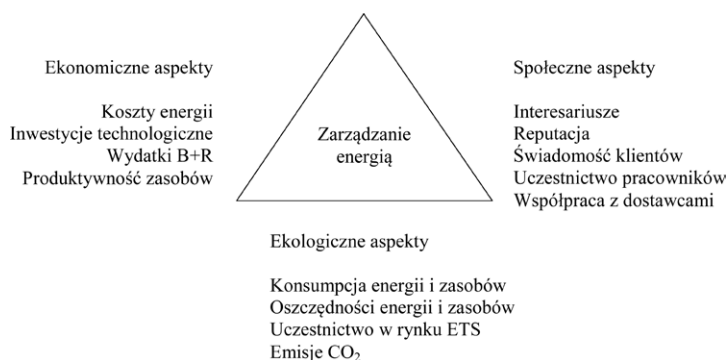 Ekonomiczne aspekty
Koszty energii
Inwestycje technologiczne
Wydatki B+R
Produktywność zasobów
Zarządzanie
energią
Społeczne aspekty
Interesariusze
Reputacja
Świadomość klientów
Uczestnictwo pracowników
Współpraca z dostawcami
Ekologiczne aspekty
Konsumpcja energii i zasobów
Oszczędności energii i zasobów
Uczestnictwo w rynku ETS
Emisje CO₂